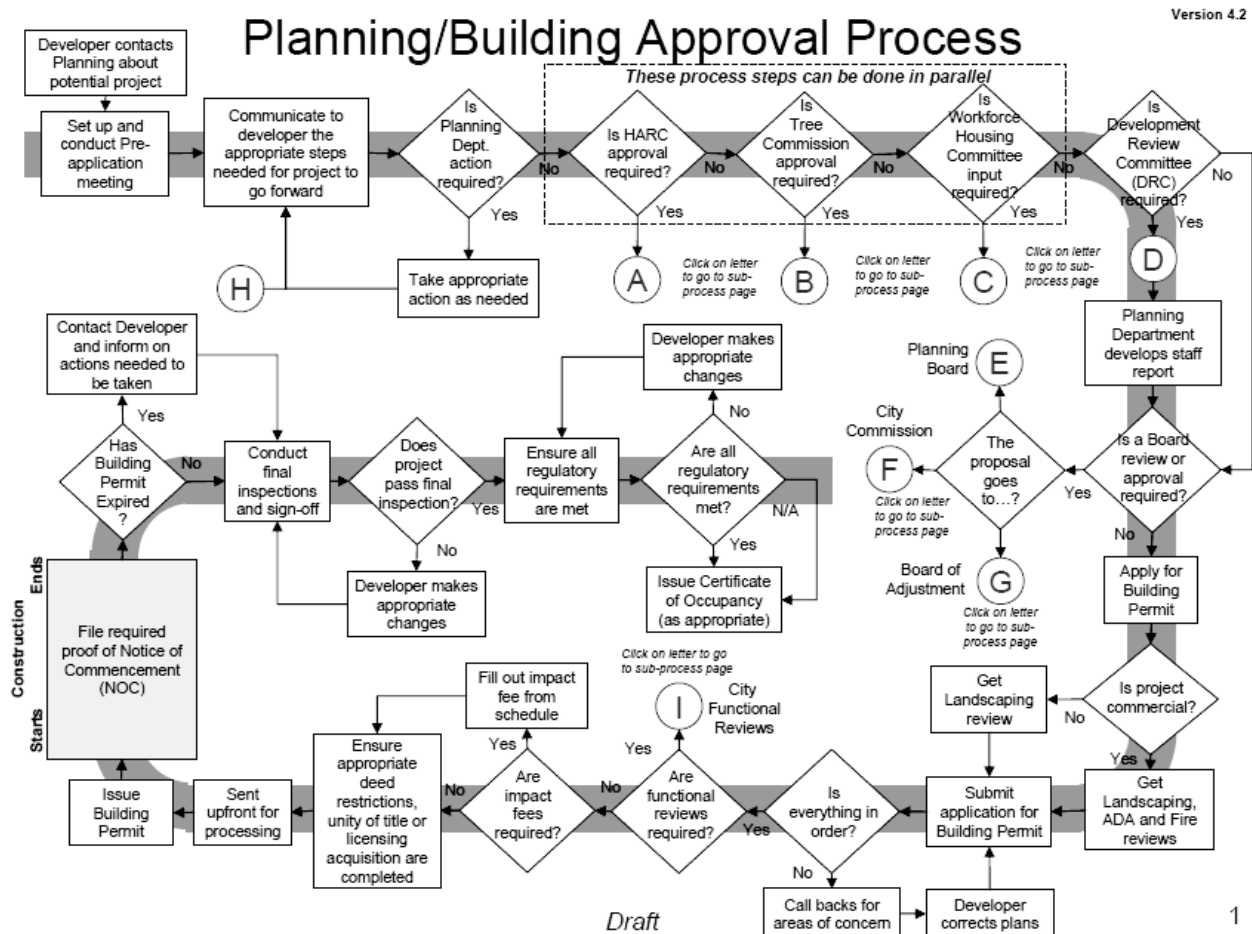 Version 4.2
Planning/Building Approval Process
Developer contacts
Planning about
potential project
These process steps can be done in parallel
Set up and
conduct Pre-
application
meeting
Communicate to
developer the
appropriate steps
needed for project to
go forward
Is
Planning
Dept.
action
required?
No
Yes
Is HARC
approval
required?
No
Yes
Is
Tree
Commission
approval
required?
No
Yes
Is
Workforce
Housing
Committee
input
required?
No
Yes
Is
Development
Review
Committee
(DRC)
required?
No
Yes
H
Take appropriate
action as needed
A
Click on letter
to go to sub-
process page
B
Click on letter
to go to sub-
process page
C
Click on letter
to go to sub-
process page
D
Planning
Department
develops staff
report
Contact Developer
and inform on
actions needed to
be taken
Yes
Has
Building
Permit
Expired
?
No
Conduct
final
inspections
and sign-off
Does
project
pass final
inspection?
Yes
No
Developer makes
appropriate
changes
Ensure all
regulatory
requirements
are met
Developer makes
appropriate
changes
No
Are all
regulatory
requirements
met?
N/A
Yes
Issue Certificate
of Occupancy
(as appropriate)
Planning
Board
E
City
Commission
F
Click on letter
to go to sub-
process page
The
proposal
goes
to…?
Board of
Adjustment
G
Click on letter
to go to sub-
process page
Yes
Is a Board
review or
approval
required?
No
Apply for
Building
Permit
Is project
commercial?
No
Yes
Get
Landscaping
review
Get
Landscaping,
ADA and Fire
reviews
Submit
application for
Building Permit
Is
everything in
order?
Yes
No
Call backs for
areas of concern
Developer
corrects plans
Click on letter to go
to sub-process page
I
City
Functional
Reviews
Yes
Are
functional
reviews
required?
No
Fill out impact
fee from
schedule
Yes
Are
impact
fees
required?
No
Ensure
appropriate
deed
restrictions,
unity of title or
licensing
acquisition are
completed
Sent
upfront for
processing
Issue
Building
Permit
Construction
Starts
Ends
File required
proof of Notice of
Commencement
(NOC)
Draft
1